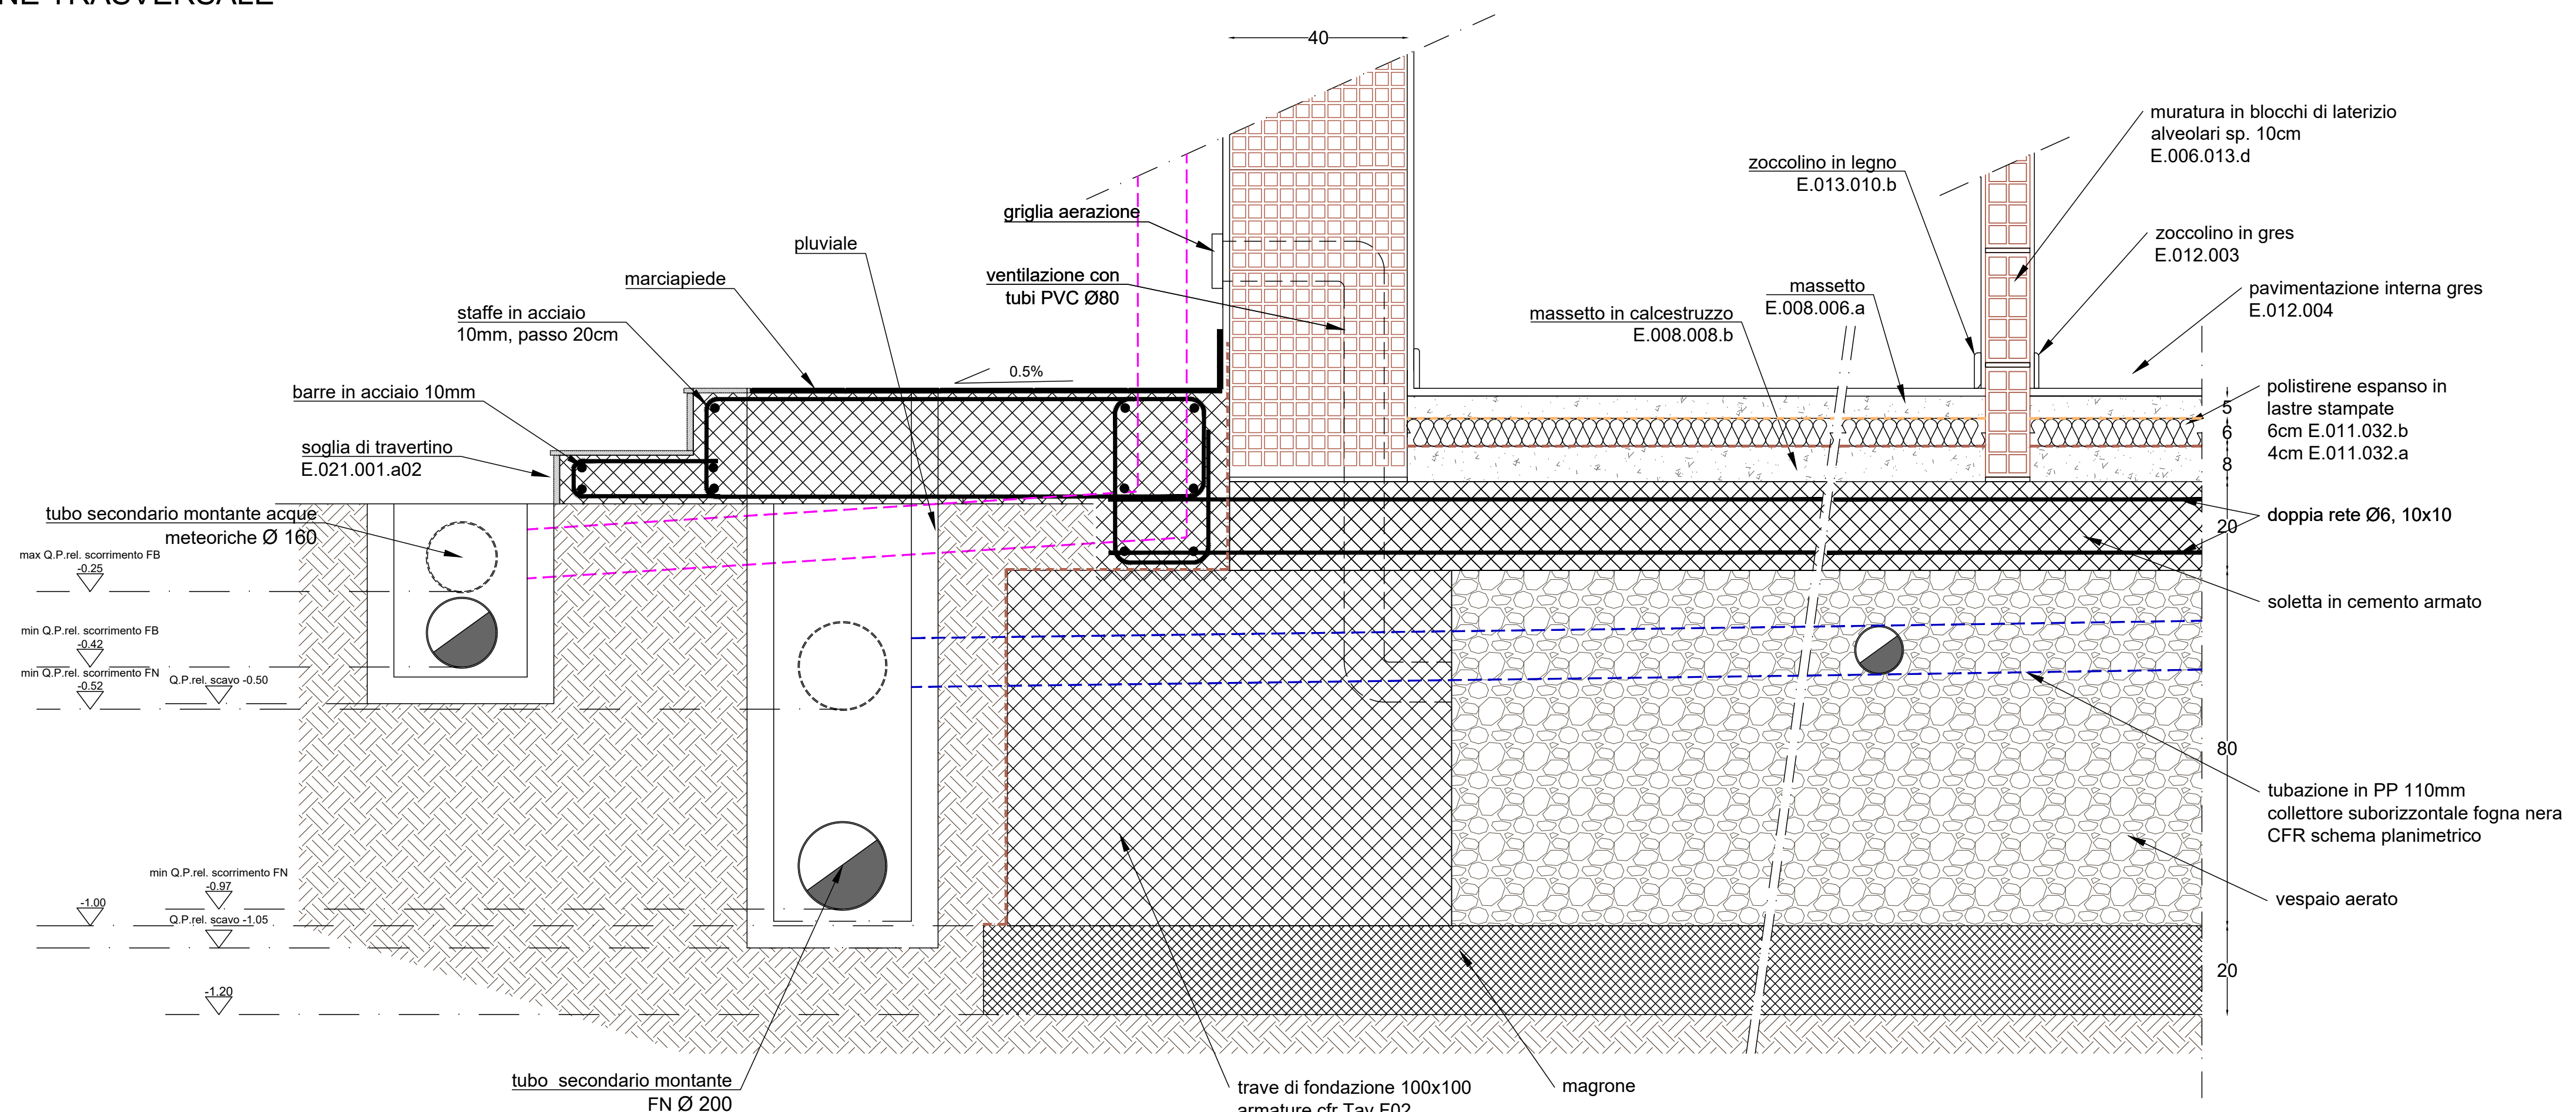 NE TRASVERSALE
40
muratura in blocchi di laterizio
alveolari sp. 10cm
E.006.013.d
zoccolino in legno
E.013.010.b
griglia aerazione
zoccolino in gres
E.012.003
pluviale
ventilazione con
tubi PVC Ø80
marciapiede
massetto
E.008.006.a
pavimentazione interna gres
E.012.004
staffe in acciaio
10mm, passo 20cm
massetto in calcestruzzo
E.008.008.b
0.5%
barre in acciaio 10mm
polistirene espanso in
lastre stampate
6cm E.011.032.b
4cm E.011.032.a
5
6
8
soglia di travertino
E.021.001.a02
tubo secondario montante acque
meteoriche Ø 160
doppia rete Ø6, 10x10
20
max Q.P.rel. scorrimento FB
-0.25
soletta in cemento armato
min Q.P.rel. scorrimento FB
-0.42
min Q.P.rel. scorrimento FN
-0.52
Q.P.rel. scavo -0.50
80
tubazione in PP 110mm
collettore suborizzontale fogna nera
CFR schema planimetrico
min Q.P.rel. scorrimento FN
-0.97
-1.00
Q.P.rel. scavo -1.05
vespaio aerato
20
-1.20
tubo secondario montante
FN Ø 200
trave di fondazione 100x100
armature cfr Tav F02
magrone